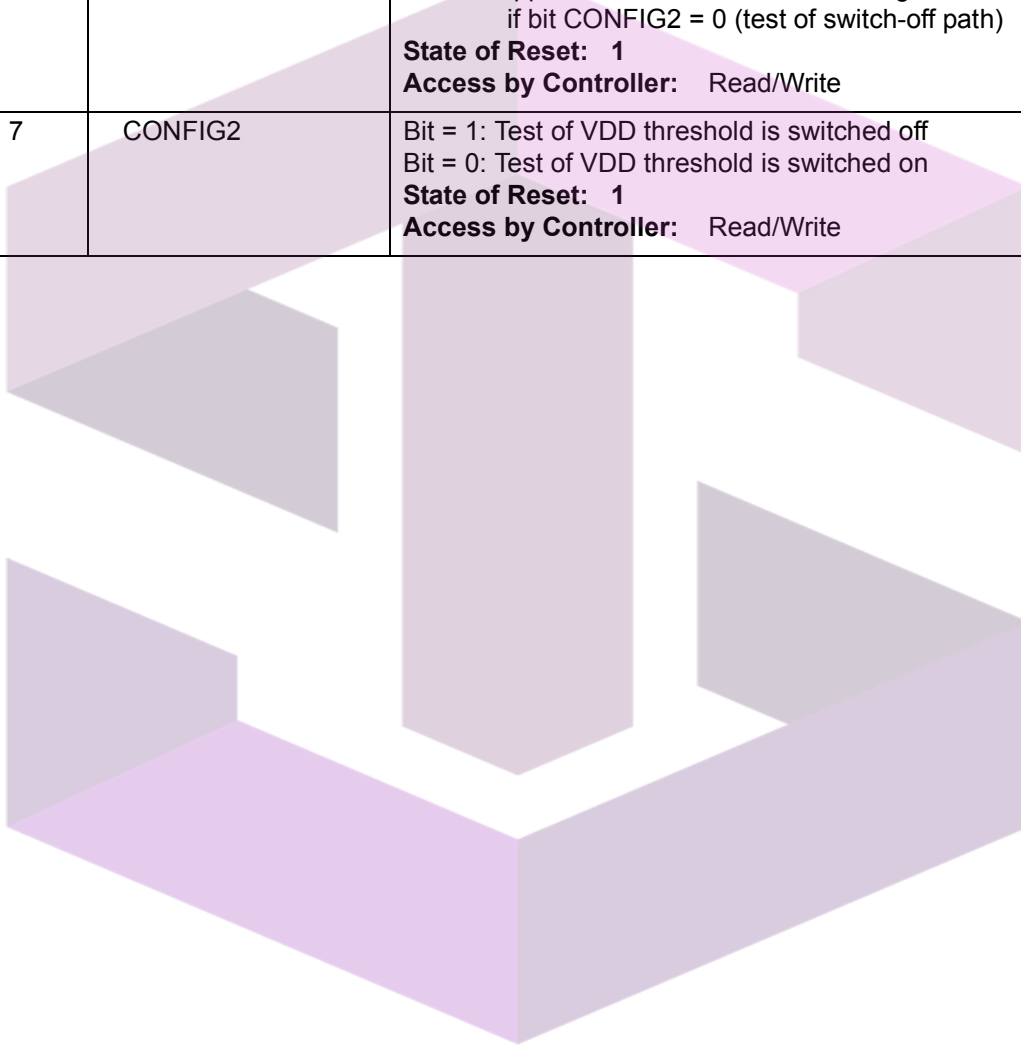 if bit CONFIG2 = 0 (test of switch-off path)
State of Reset: 1
Access by Controller: Read/Write
7 CONFIG2 Bit = 1: Test of VDD threshold is switched off
Bit = 0: Test of VDD threshold is switched on
State of Reset: 1
Access by Controller: Read/Write